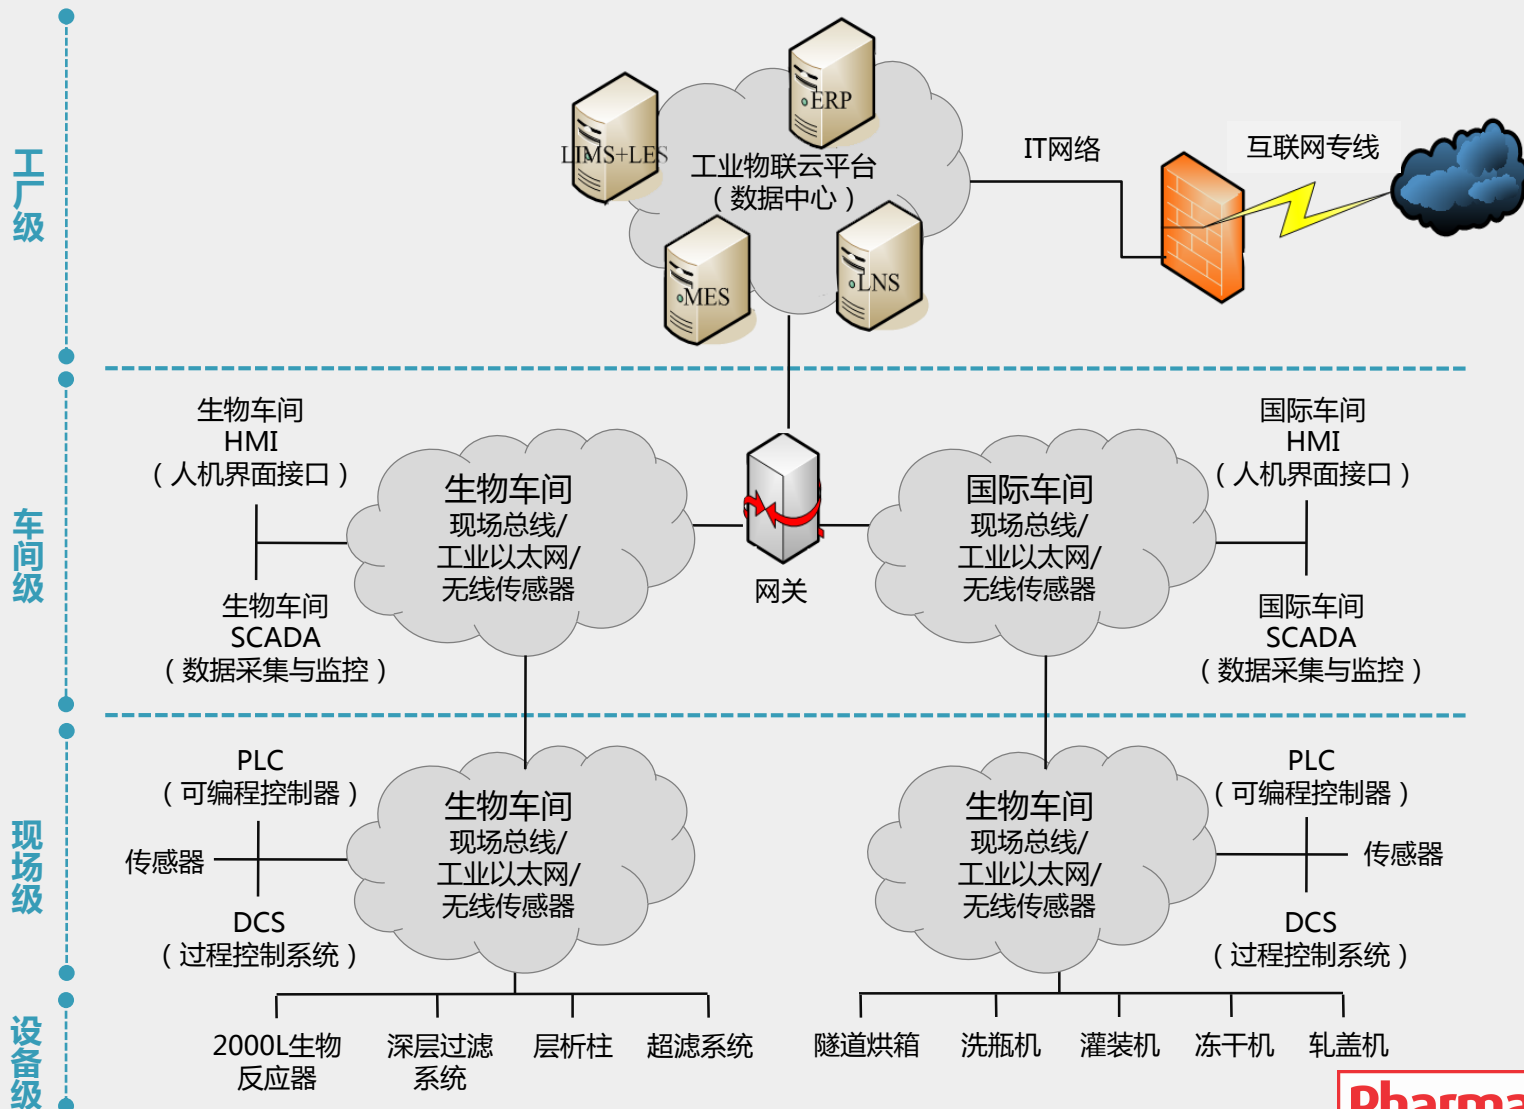 工厂级
LIMS+LES
ERP
工业物联云平台
（数据中心）
MES
LNS
IT网络
互联网专线
车间级
生物车间
HMI
（人机界面接口）
生物车间
SCADA
（数据采集与监控）
生物车间
现场总线/
工业以太网/
无线传感器
网关
国际车间
现场总线/
工业以太网/
无线传感器
国际车间
HMI
（人机界面接口）
国际车间
SCADA
（数据采集与监控）
现场级
PLC
（可编程控制器）
传感器
DCS
（过程控制系统）
生物车间
现场总线/
工业以太网/
无线传感器
生物车间
现场总线/
工业以太网/
无线传感器
PLC
（可编程控制器）
传感器
DCS
（过程控制系统）
设备级
2000L生物
反应器
深层过滤
系统
层析柱
超滤系统
隧道烘箱
洗瓶机
灌装机
冻干机
轧盖机
Pharma